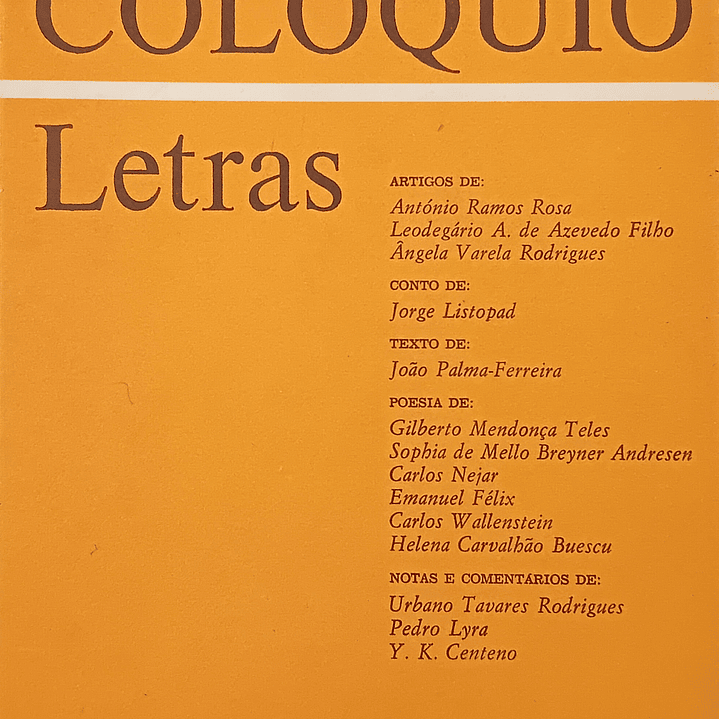 COLÓQUIO
Letras
ARTIGOS DE:
António Ramos Rosa
Leodegário A. de Azevedo Filho
Ângela Varela Rodrigues
CONTO DE:
Jorge Listopad
TEXTO DE:
João Palma-Ferreira
POESIA DE:
Gilberto Mendonça Teles
Sophia de Mello Breyner Andresen
Carlos Nejar
Emanuel Félix
Carlos Wallenstein
Helena Carvalhão Buescu
NOTAS E COMENTÁRIOS DE:
Urbano Tavares Rodrigues
Pedro Lyra
Y. K. Centeno